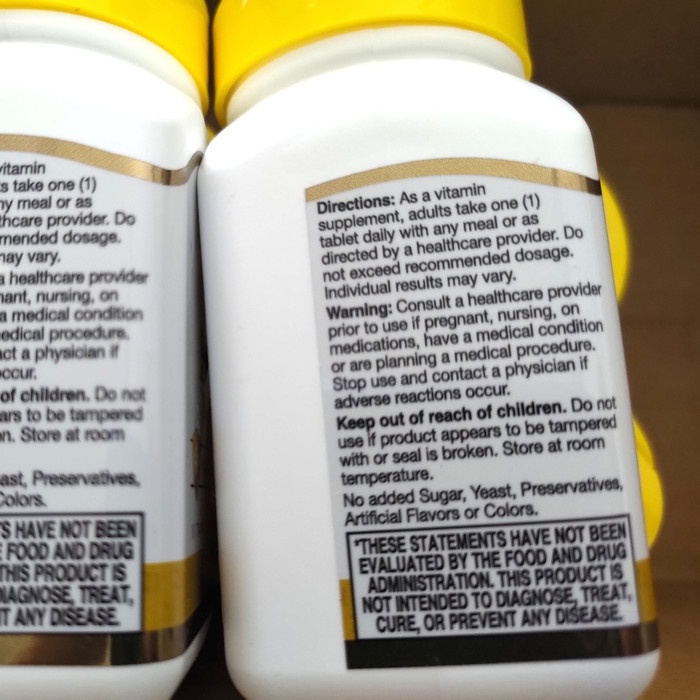 vitamin
s take one (1)
ny meal or as
thcare provider. Do
mended dosage.
may vary.
a healthcare provider
nant, nursing, on
a medical condition
edical procedure.
act a physician if
occur.
of children. Do not
ars to be tampered
n. Store at room
ast, Preservatives,
Colors.
S HAVE NOT BEEN
E FOOD AND DRUG
THIS PRODUCT IS
IAGNOSE, TREAT,
NT ANY DISEASE.
Directions: As a vitamin
supplement, adults take one (1)
tablet daily with any meal or as
directed by a healthcare provider. Do
not exceed recommended dosage.
Individual results may vary.
Warning: Consult a healthcare provider
prior to use if pregnant, nursing, on
medications, have a medical condition
or are planning a medical procedure.
Stop use and contact a physician if
adverse reactions occur.
Keep out of reach of children. Do not
use if product appears to be tampered
with or seal is broken. Store at room
temperature.
No added Sugar, Yeast, Preservatives,
Artificial Flavors or Colors.
*THESE STATEMENTS HAVE NOT BEEN
EVALUATED BY THE FOOD AND DRUG
ADMINISTRATION. THIS PRODUCT IS
NOT INTENDED TO DIAGNOSE, TREAT,
CURE, OR PREVENT ANY DISEASE.